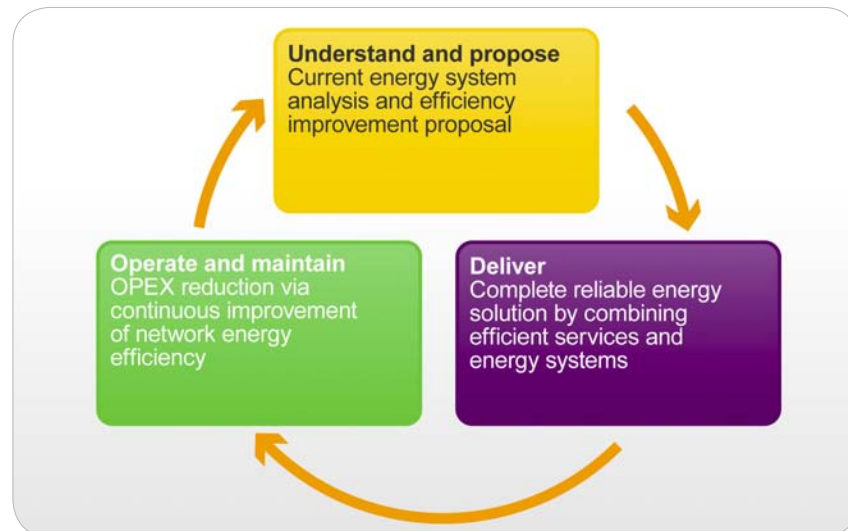 Understand and propose
Current energy system
analysis and efficiency
improvement proposal
Operate and maintain
OPEX reduction via
continuous improvement
of network energy
efficiency
Deliver
Complete reliable energy
solution by combining
efficient services and
energy systems